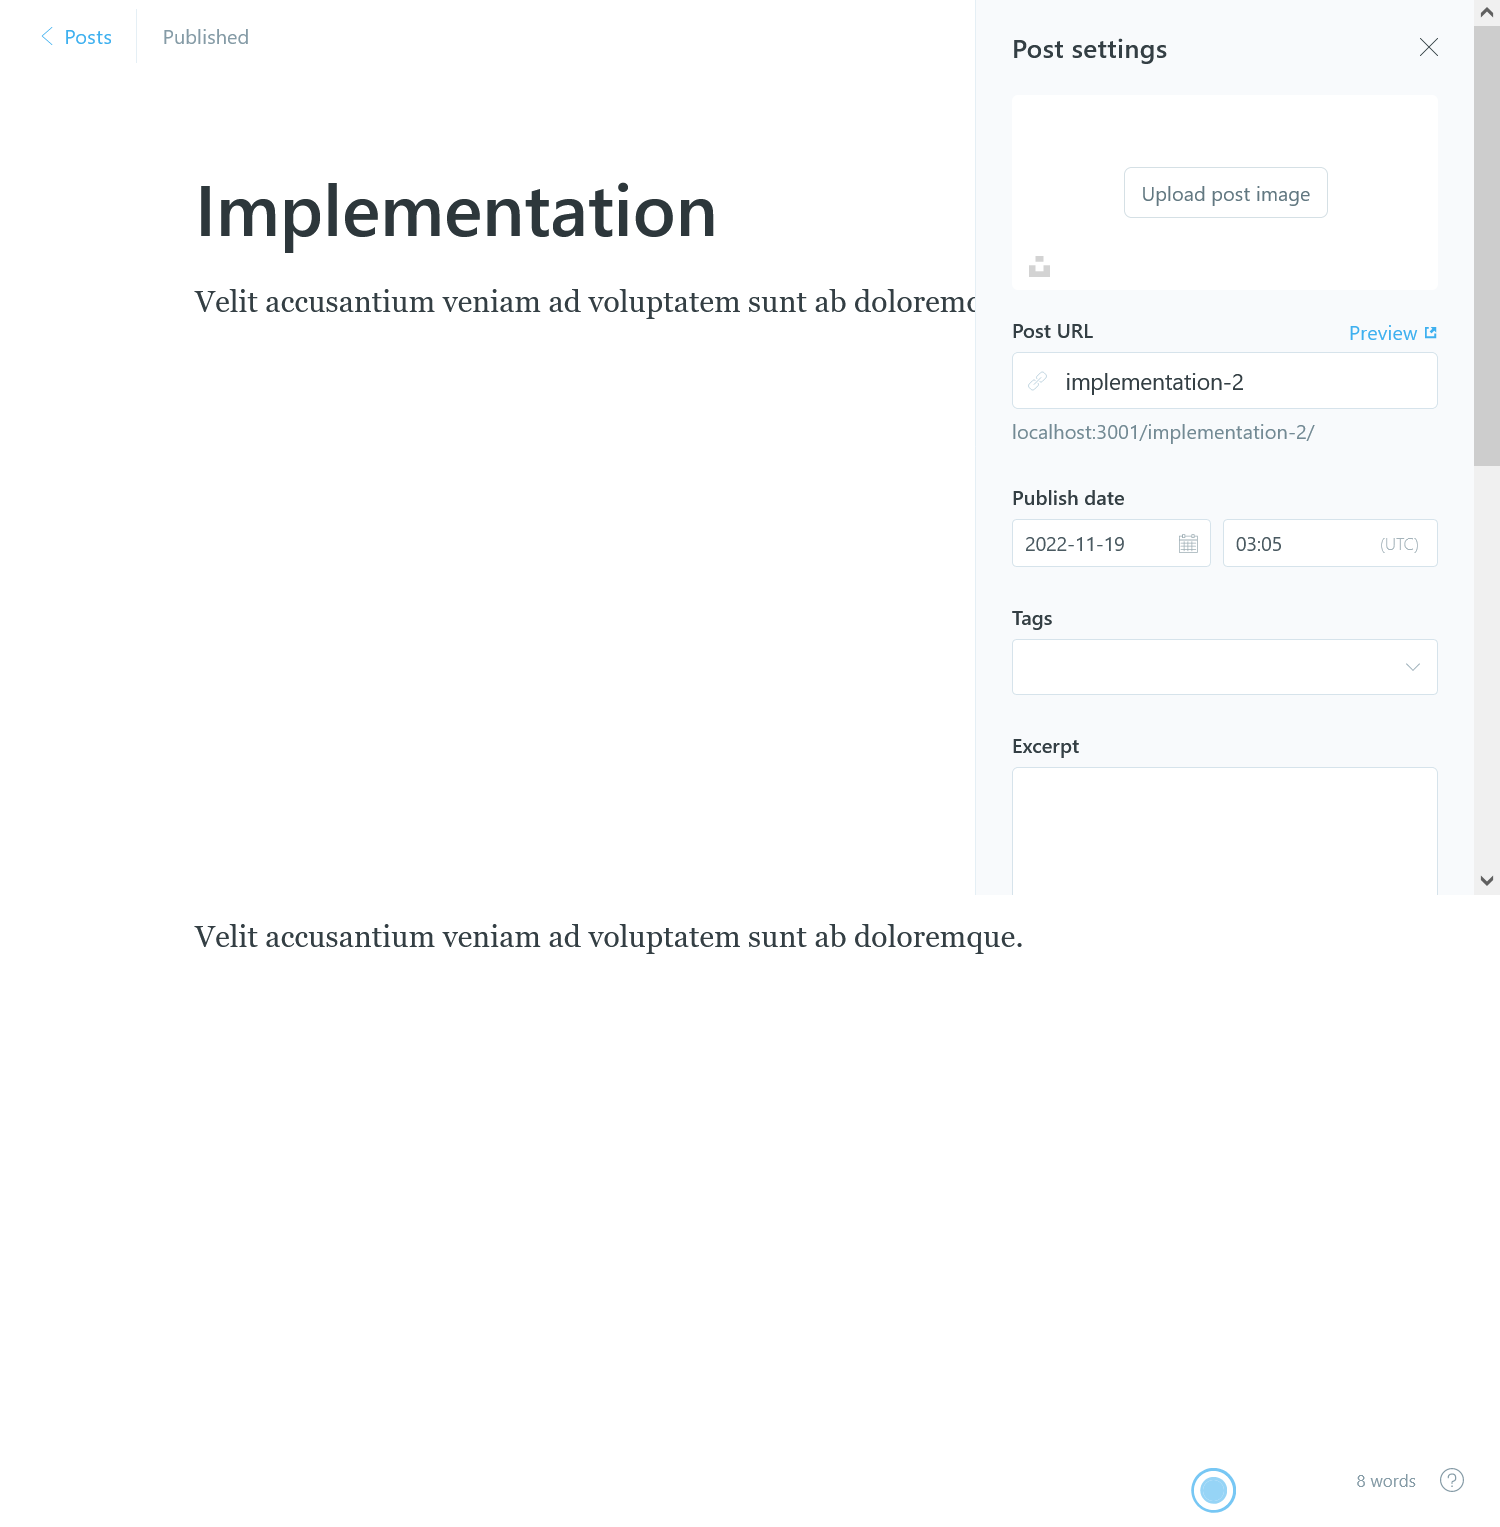 Posts
Published
Post settings
Upload post image
Implementation
Velit accusantium veniam ad voluptatem sunt ab doloremq
Post URL
Preview
implementation-2
localhost:3001/implementation-2/
Publish date
2022-11-19
03:05
(UTC)
Tags
Excerpt
Velit accusantium veniam ad voluptatem sunt ab doloremque.
8 words
?